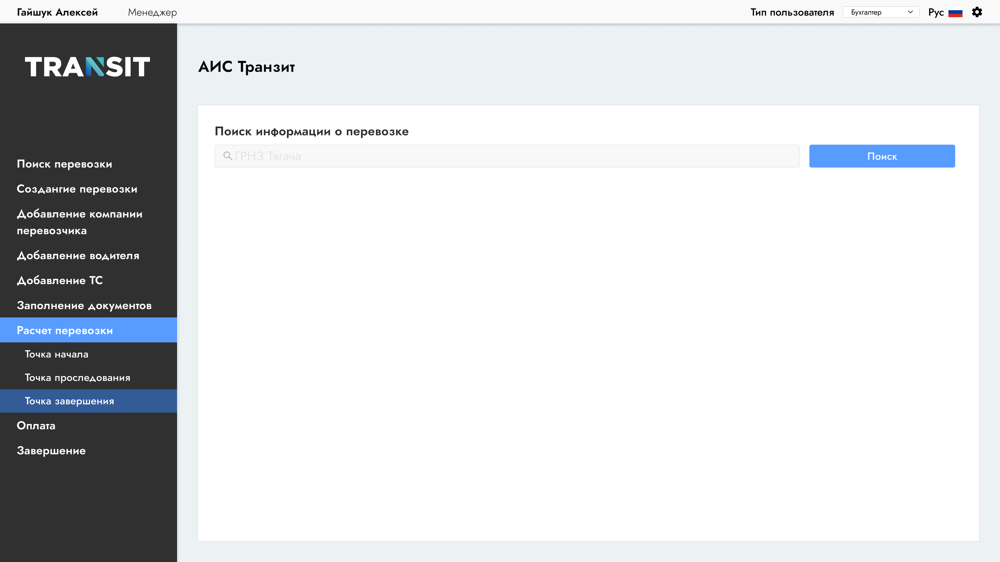 Гайшук Алексей
Менеджер
Тип пользователя
Бухгалтер
Рус
TRANSIT
Поиск перевозки
Создангие перевозки
Добавление компании
перевозчика
Добавление водителя
Добавление ТС
Заполнение документов
Расчет перевозки
Точка начала
Точка проследования
Точка завершения
Оплата
Завершение
АИС Транзит
Поиск информации о перевозке
ГРНЗ Тягача
Поиск